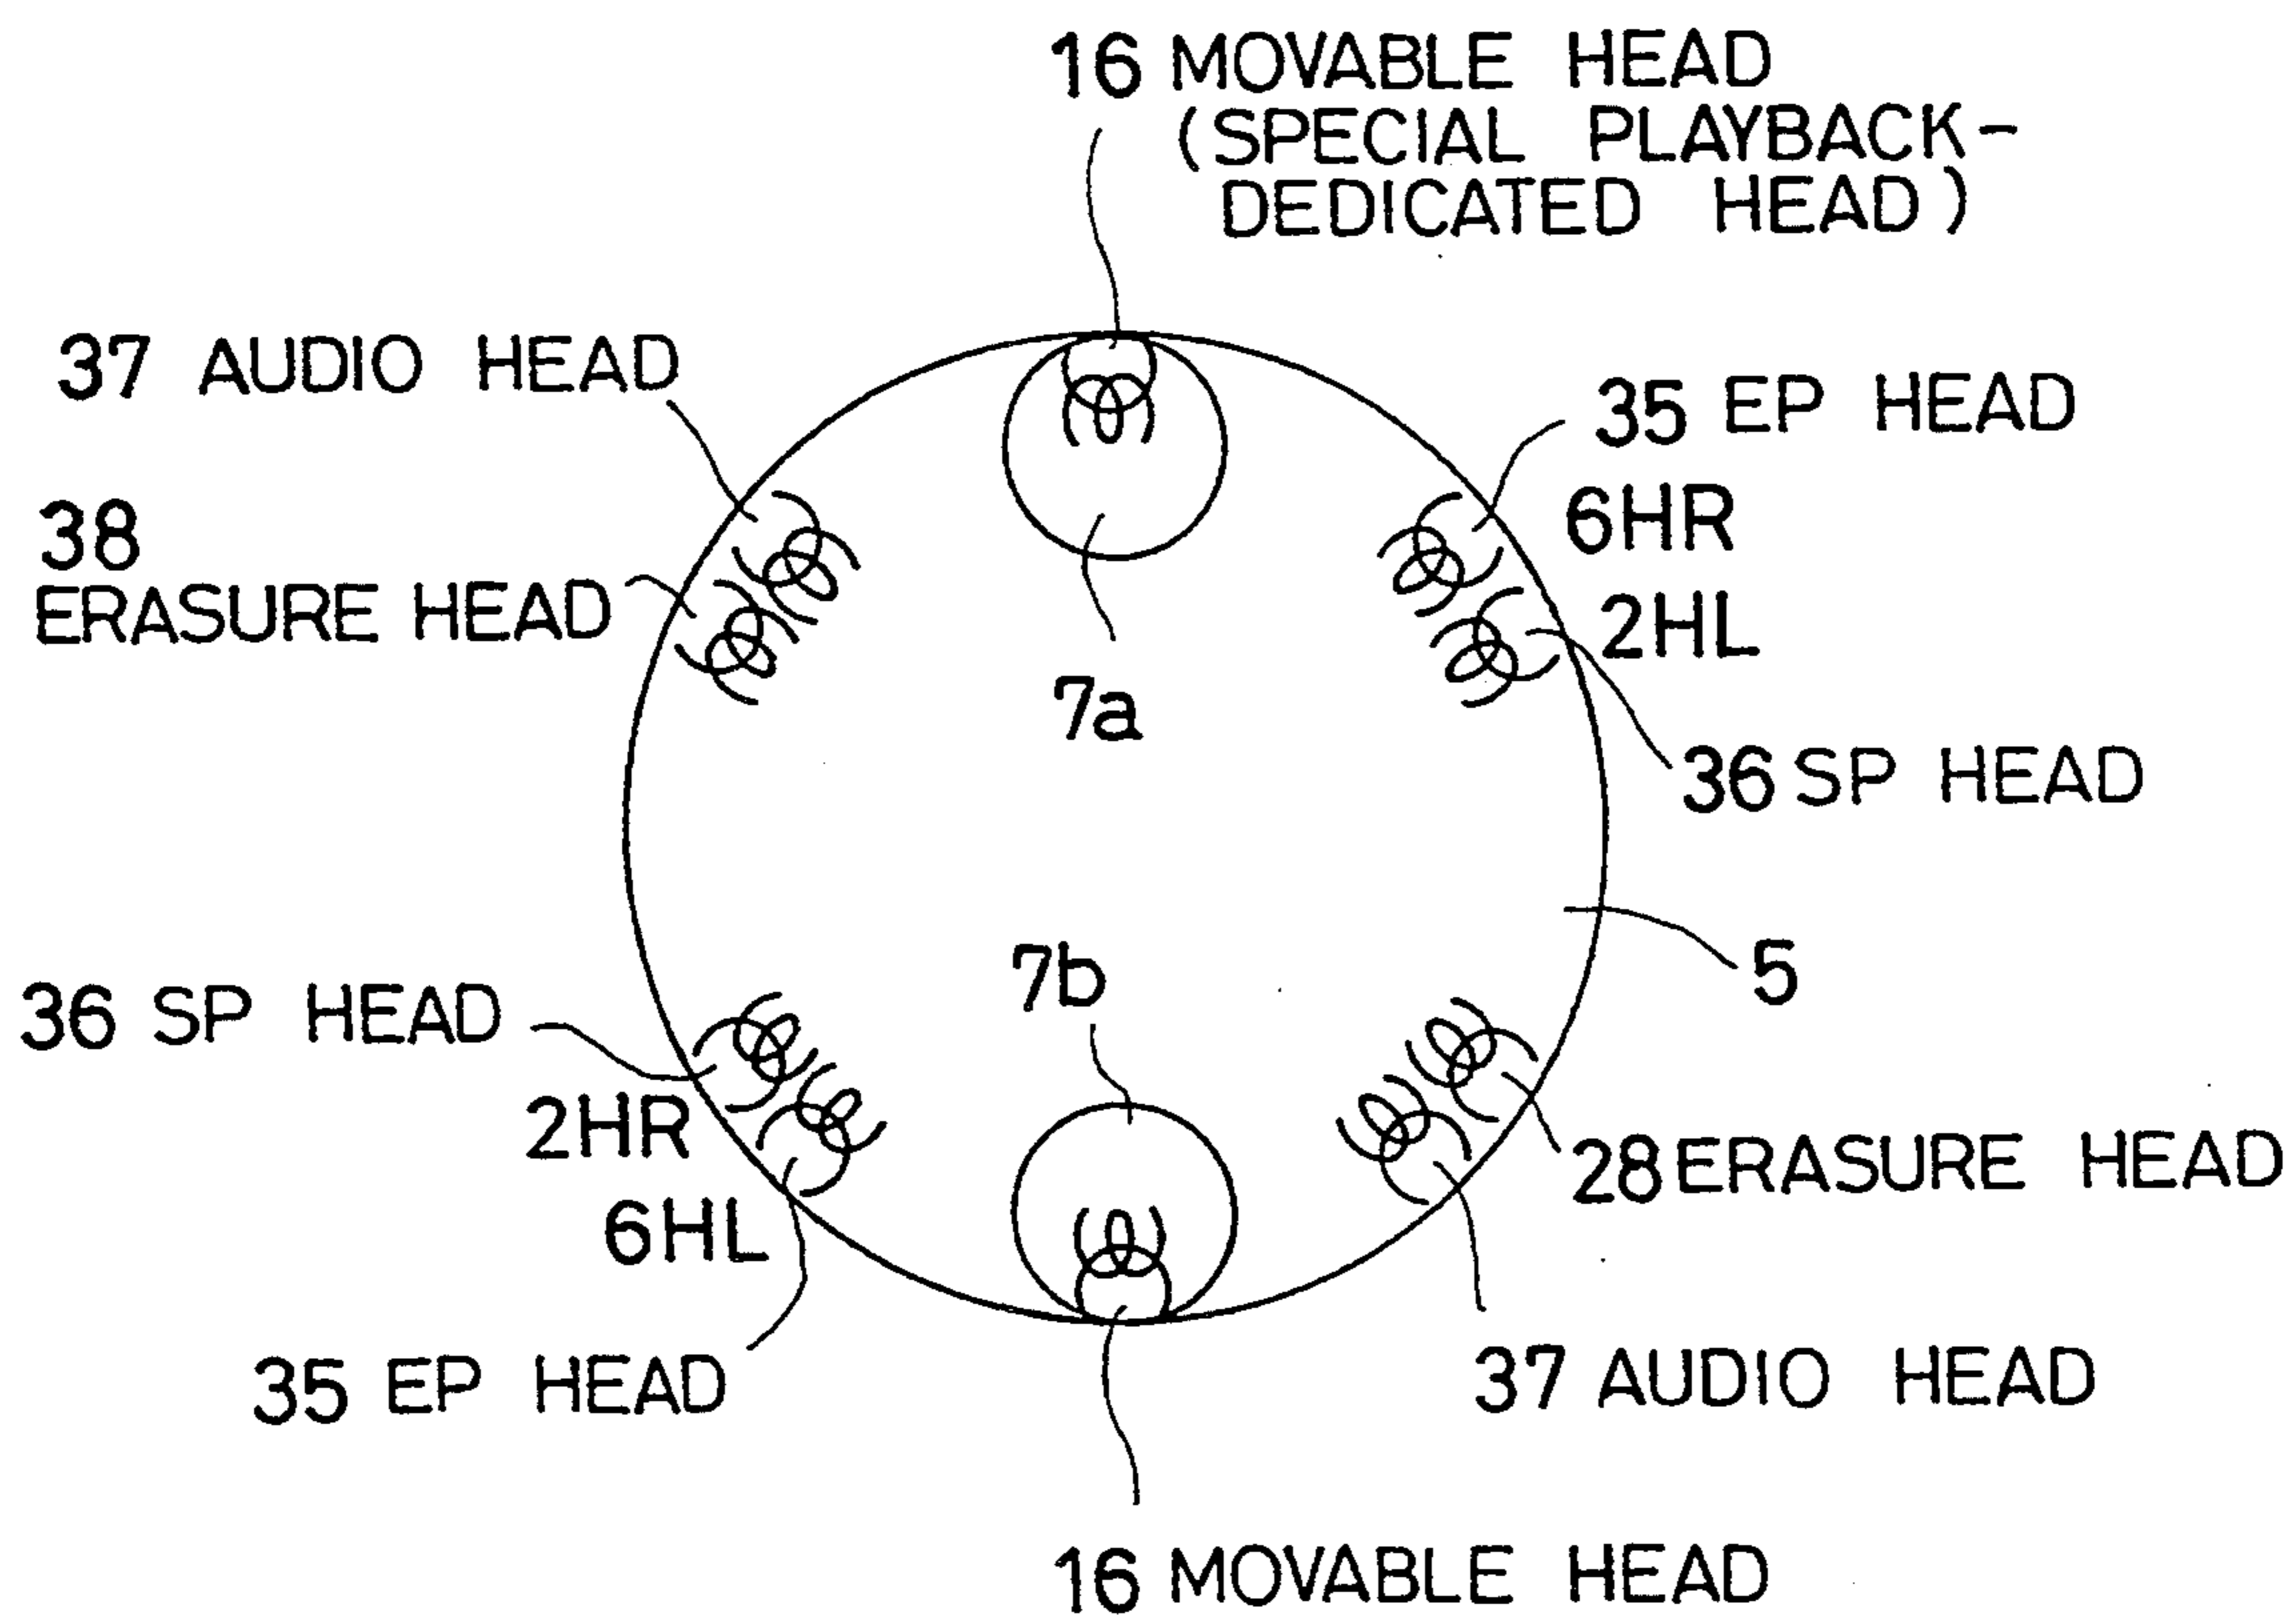 16 MOVABLE HEAD
(SPECIAL PLAYBACK-
DEDICATED HEAD)
37 AUDIO HEAD
35 EP HEAD
6HR
38
ERASURE HEAD
2HL
7a
36 SP HEAD
7b
5
36 SP HEAD
2HR
28 ERASURE HEAD
6HL
35 EP HEAD
37 AUDIO HEAD
16 MOVABLE HEAD